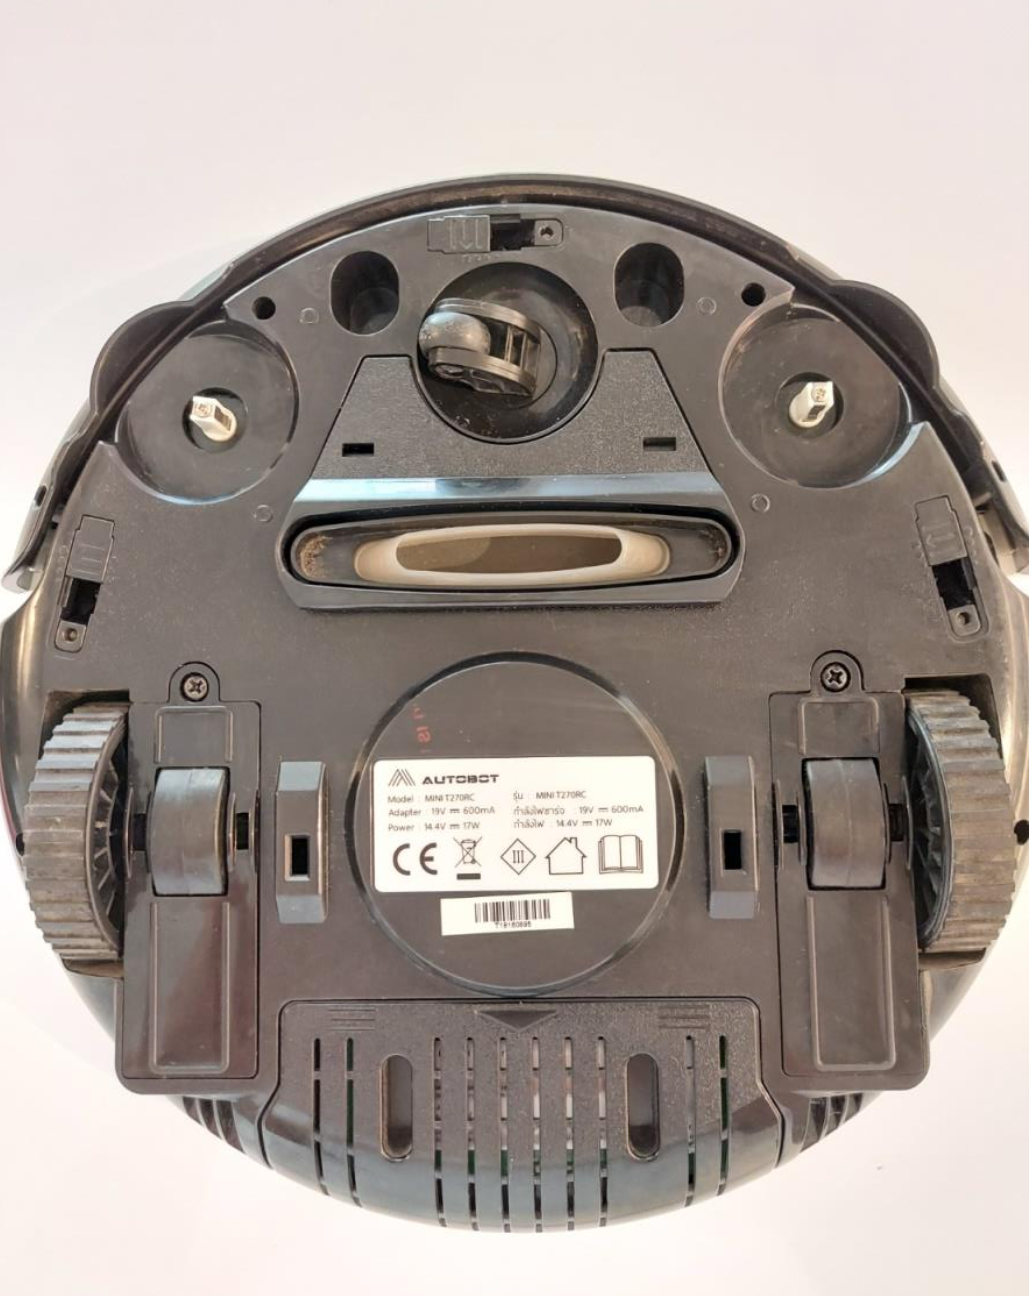 AUTOBOT
Model : MINI T270RC
Adapter : 19V ⎓ 600mA
Power : 14.4V ⎓ 17W
รุ่น : MINI T270RC
กำลังไฟชาร์จ : 19V ⎓ 600mA
กำลังไฟ : 14.4V ⎓ 17W
CE
III
T18160895